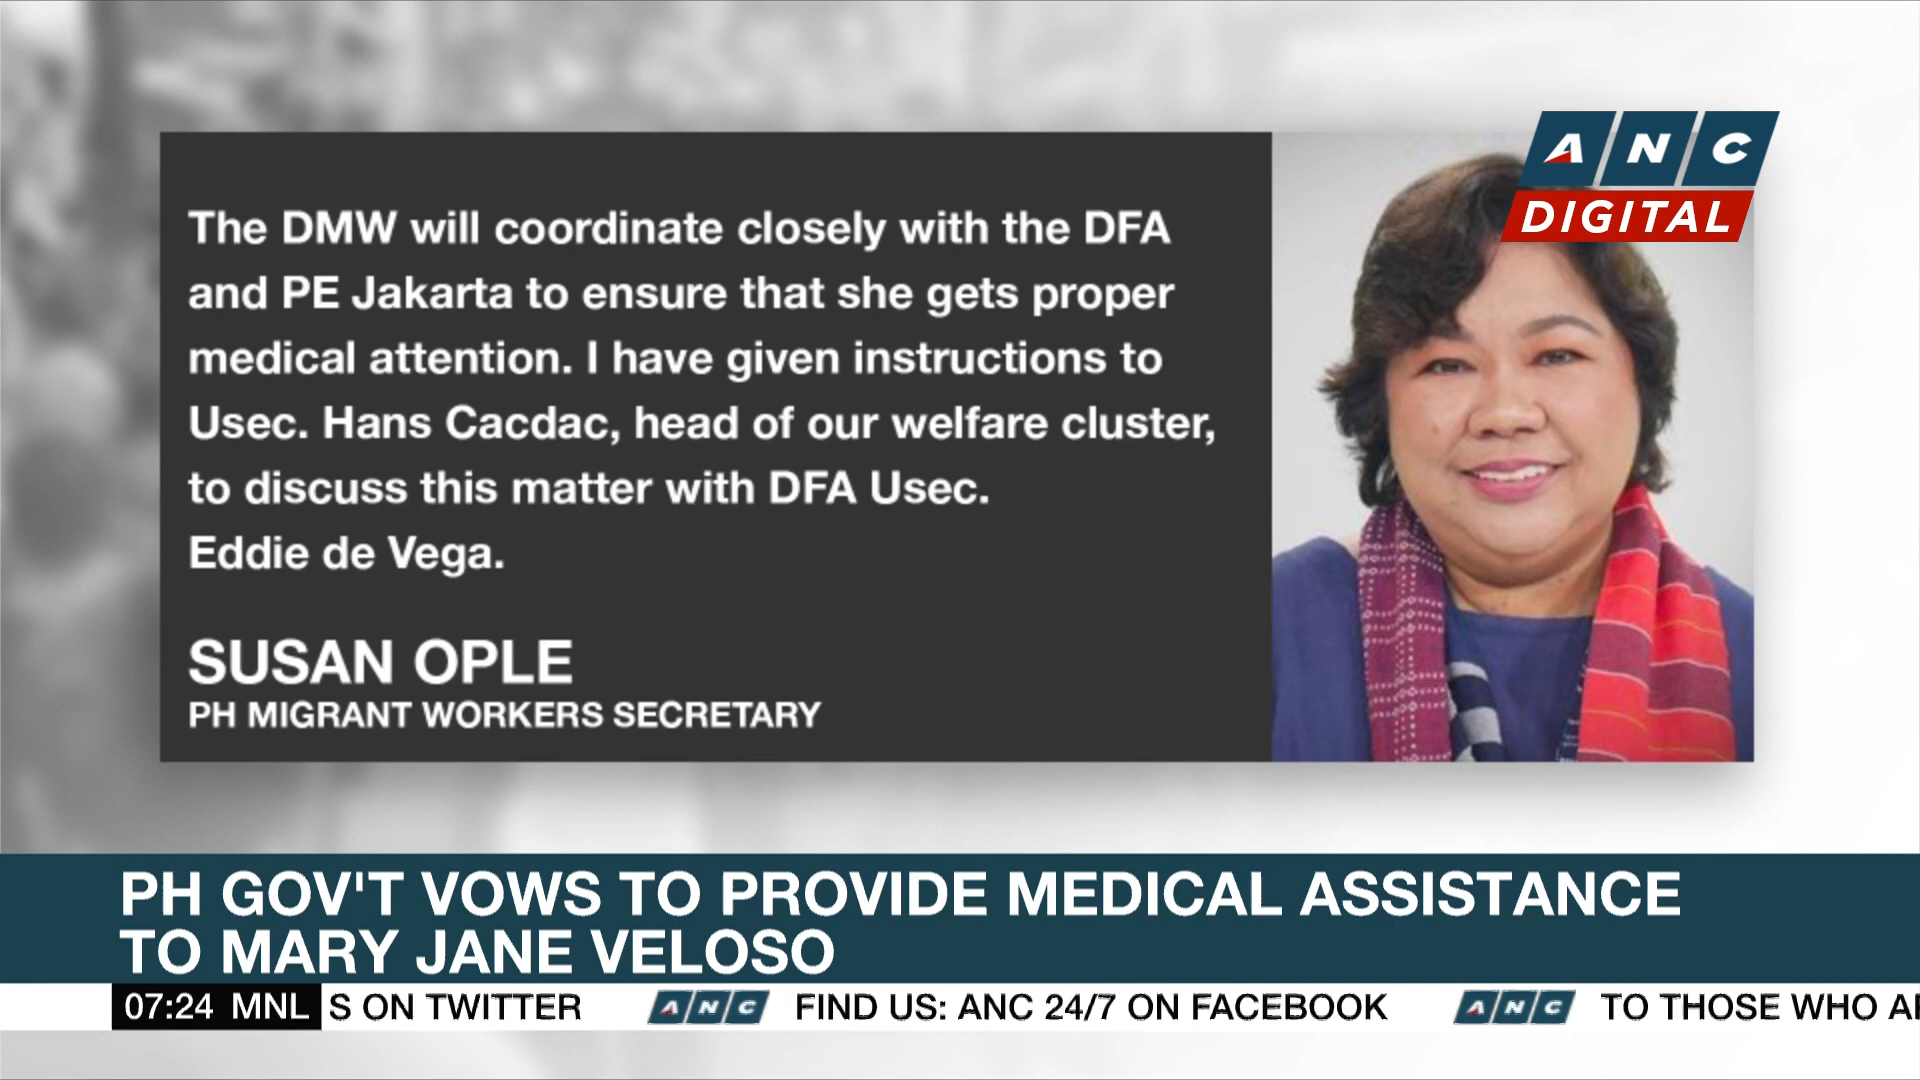 ANC
DIGITAL
The DMW will coordinate closely with the DFA
and PE Jakarta to ensure that she gets proper
medical attention. I have given instructions to
Usec. Hans Cacdac, head of our welfare cluster,
to discuss this matter with DFA Usec.
Eddie de Vega.
SUSAN OPLE
PH MIGRANT WORKERS SECRETARY
PH GOV'T VOWS TO PROVIDE MEDICAL ASSISTANCE
TO MARY JANE VELOSO
07:24 MNL S ON TWITTER ANC FIND US: ANC 24/7 ON FACEBOOK ANC TO THOSE WHO